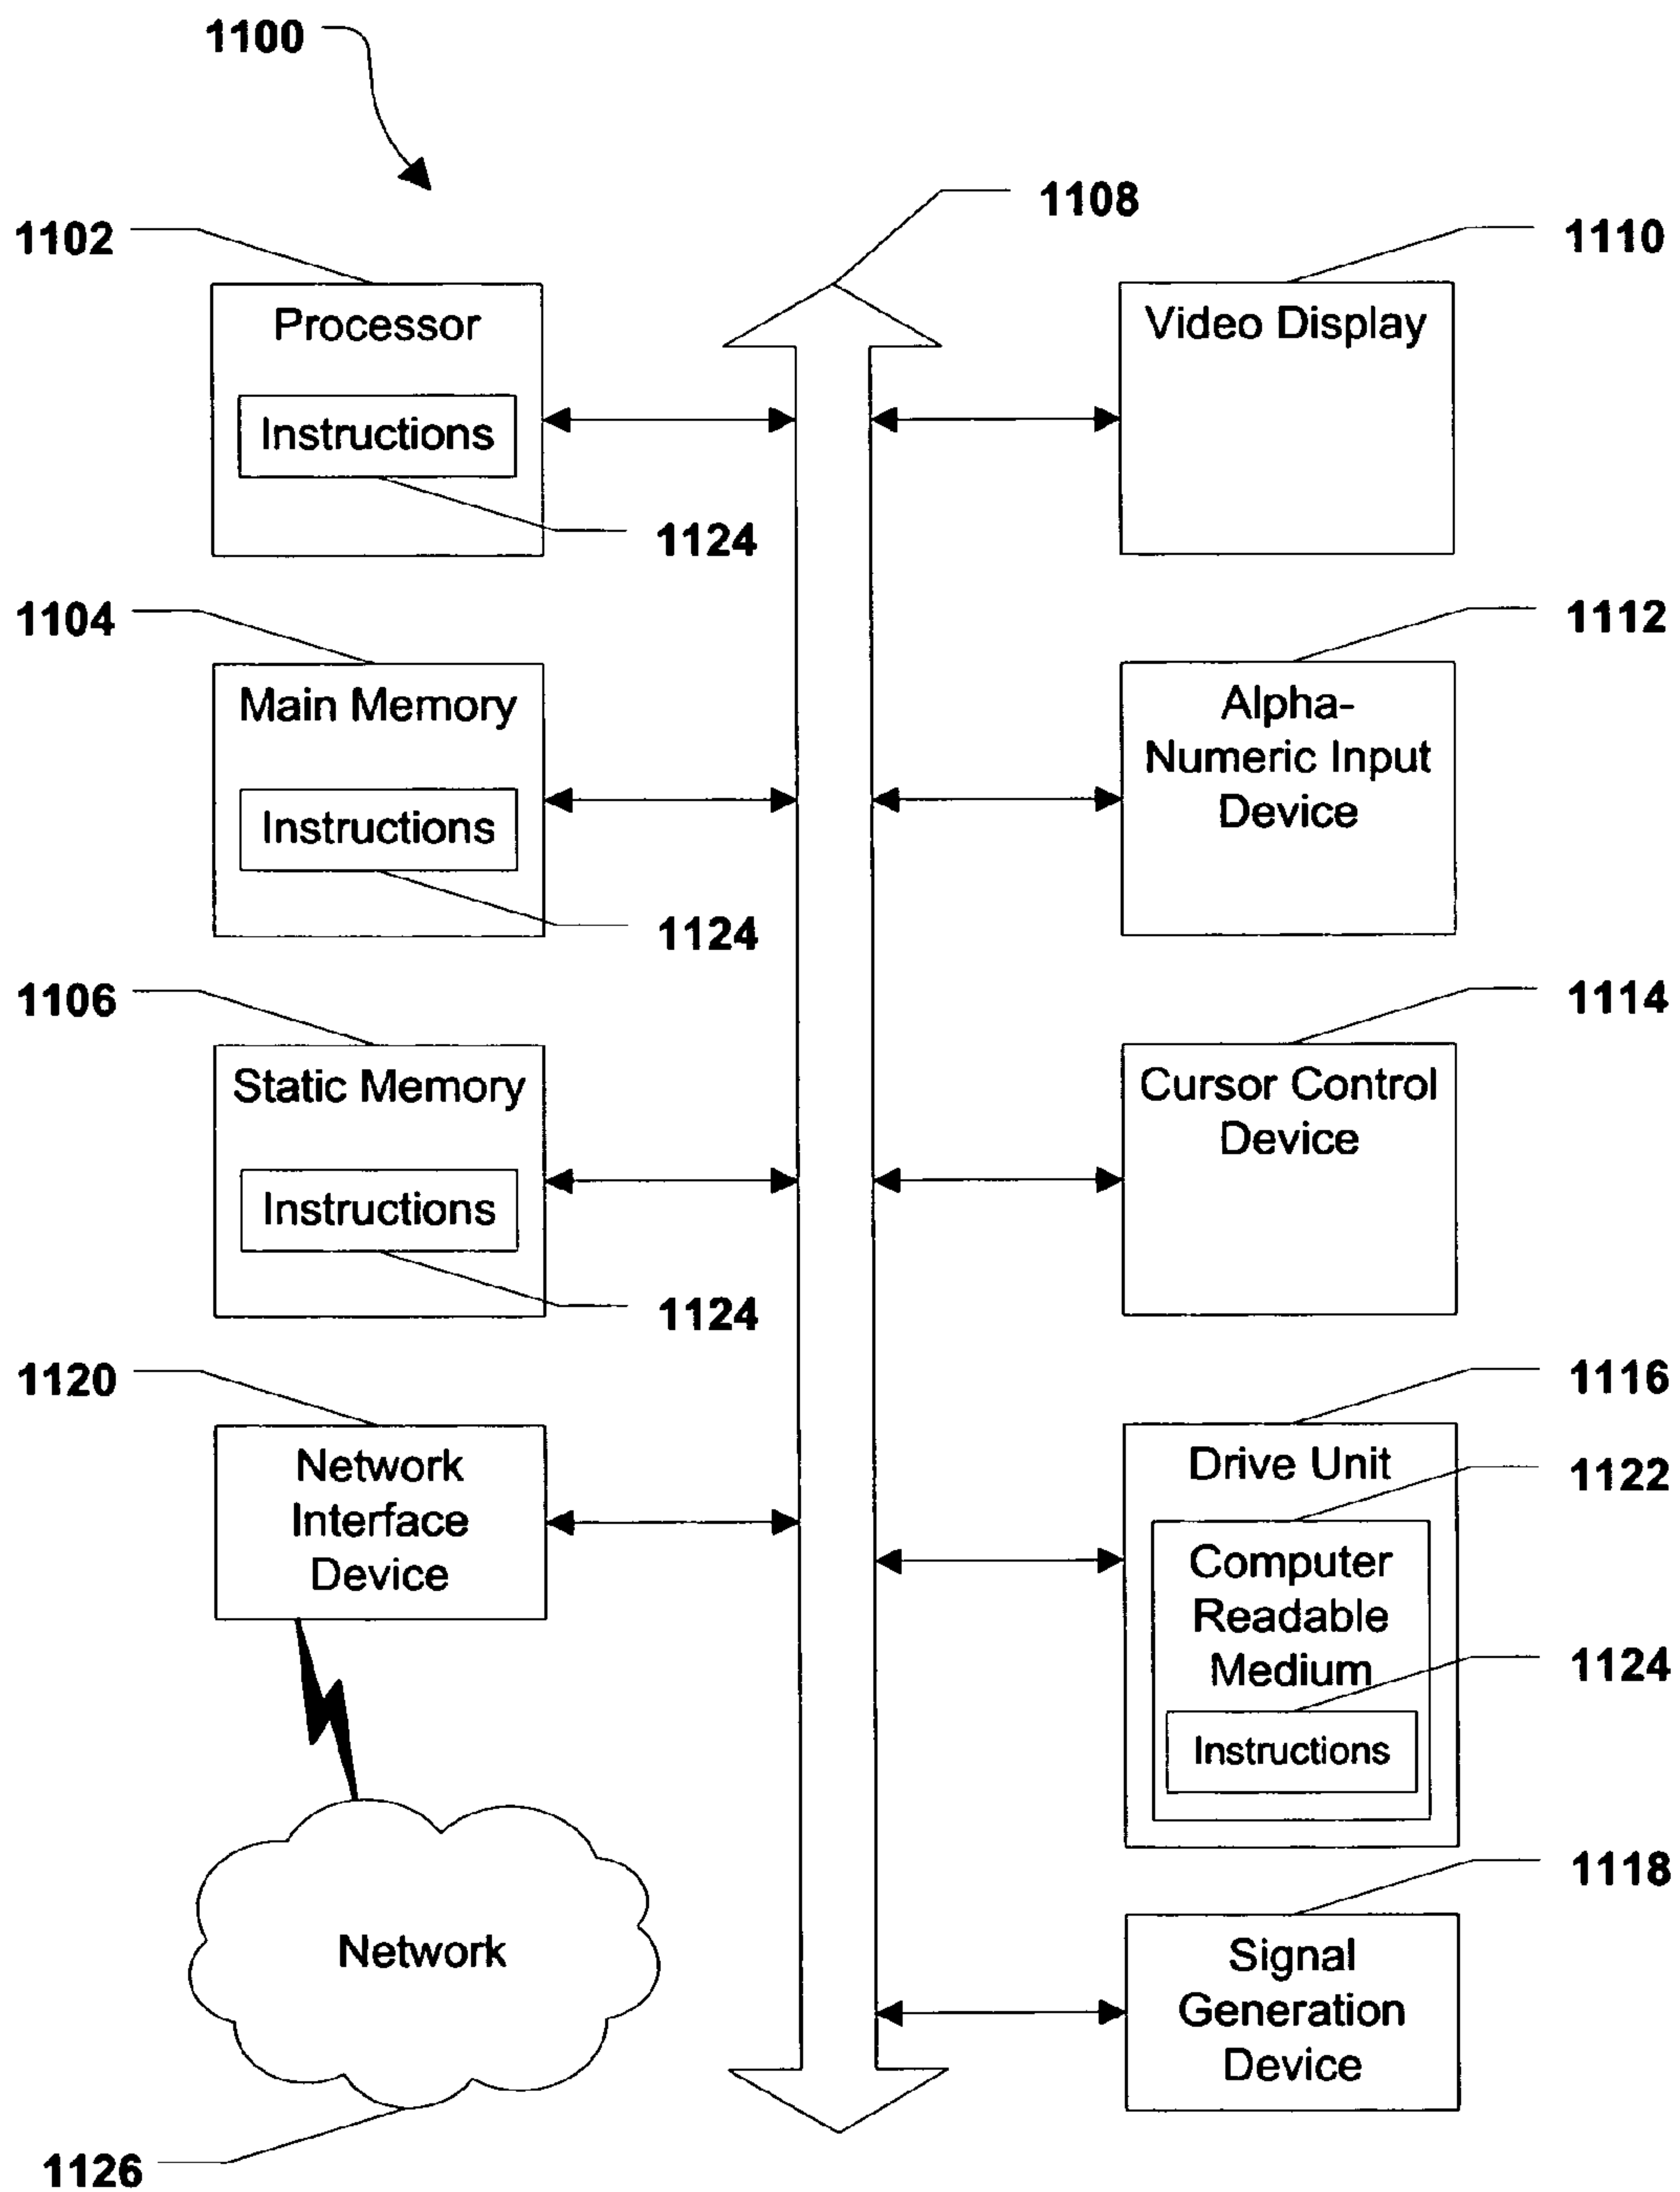 1100
1108
1102
1110
Processor
Instructions
1124
Video Display
1104
1112
Main Memory
Instructions
1124
Alpha-
Numeric Input
Device
1106
1114
Static Memory
Instructions
1124
Cursor Control
Device
1120
1116
Network
Interface
Device
Drive Unit
1122
Computer
Readable
Medium
1124
Instructions
1118
Network
Signal
Generation
Device
1126